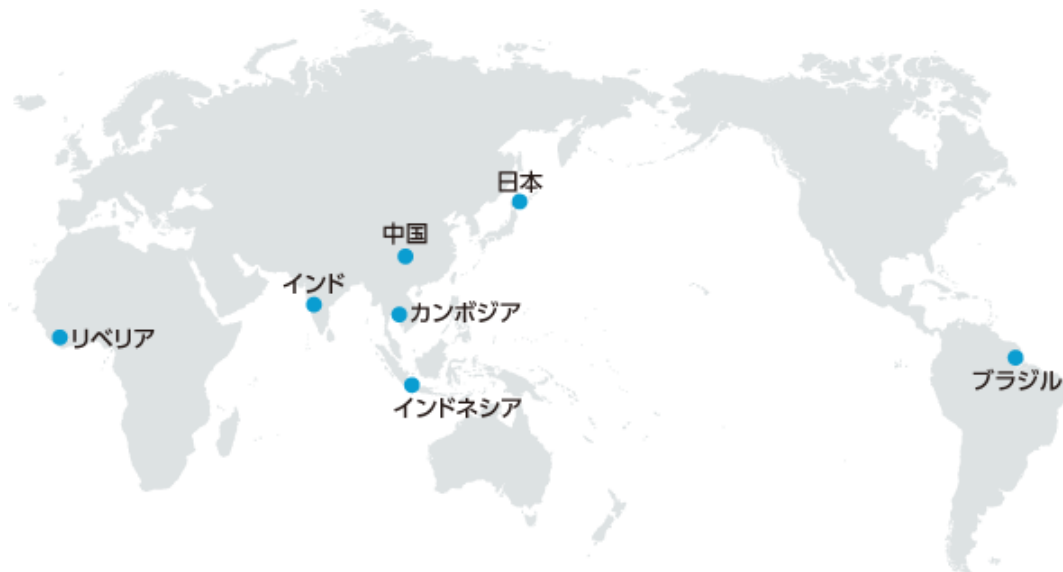 日本
中国
インド
カンボジア
リベリア
ブラジル
インドネシア